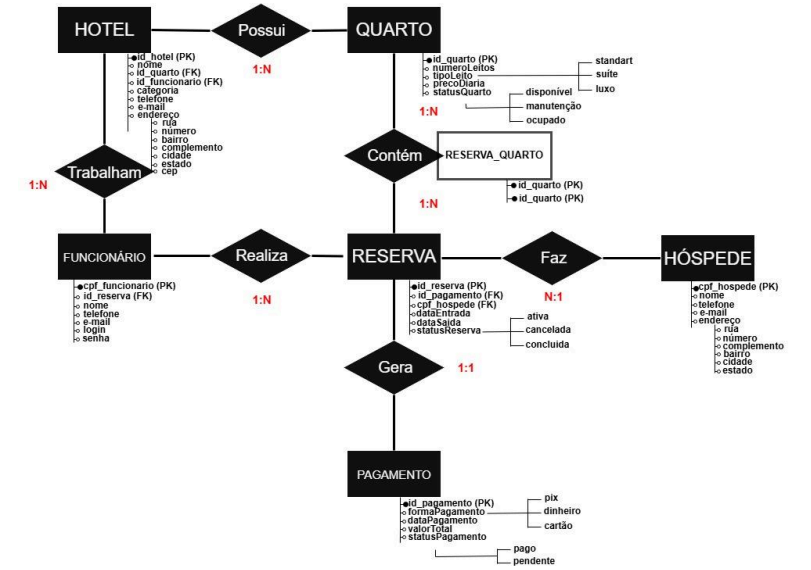 HOTEL
Possui
QUARTO
1:N
id_hotel (PK)
nome
id_quarto (FK)
id_funcionario (FK)
categoria
telefone
e-mail
endereço
rua
número
bairro
complemento
cidade
estado
cep
id_quarto (PK)
númeroLeitos
tipoLeito
precoDiaria
statusQuarto
standart
suíte
luxo
disponível
manutenção
ocupado
1:N
Contém
RESERVA_QUARTO
id_quarto (PK)
id_quarto (PK)
1:N
Trabalham
1:N
FUNCIONÁRIO
Realiza
RESERVA
Faz
HÓSPEDE
1:N
N:1
cpf_funcionario (PK)
id_reserva (FK)
nome
telefone
e-mail
login
senha
id_reserva (PK)
id_pagamento (FK)
cpf_hospede (FK)
dataEntrada
dataSaida
statusReserva
ativa
cancelada
concluida
cpf_hospede (PK)
nome
telefone
e-mail
endereço
rua
número
complemento
bairro
cidade
estado
Gera
1:1
PAGAMENTO
id_pagamento (PK)
formaPagamento
dataPagamento
valorTotal
statusPagamento
pix
dinheiro
cartão
pago
pendente